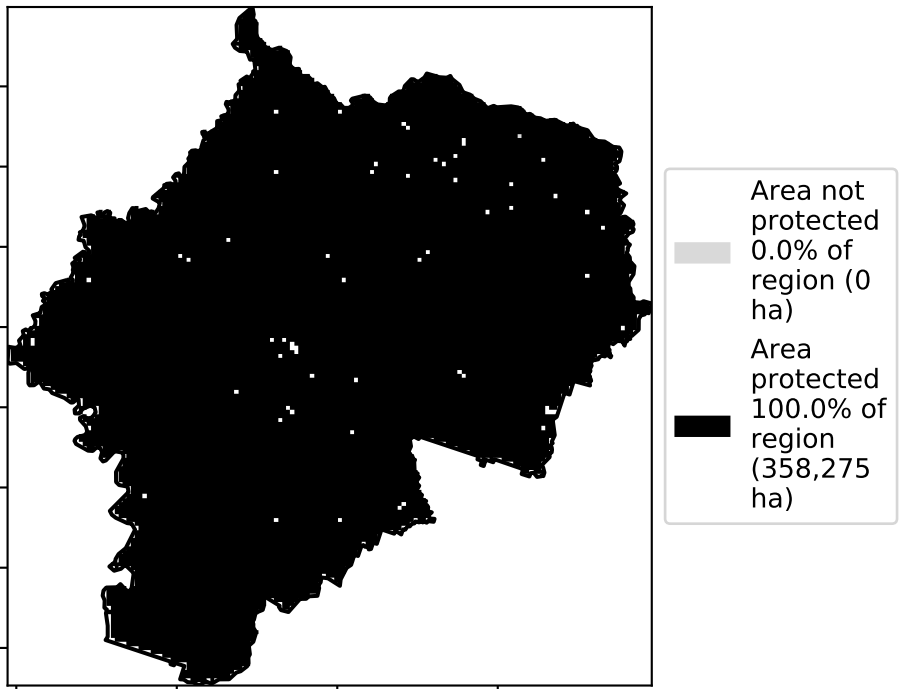 Area not
protected
0.0% of
region (0
ha)
Area
protected
100.0% of
region
(358,275
ha)